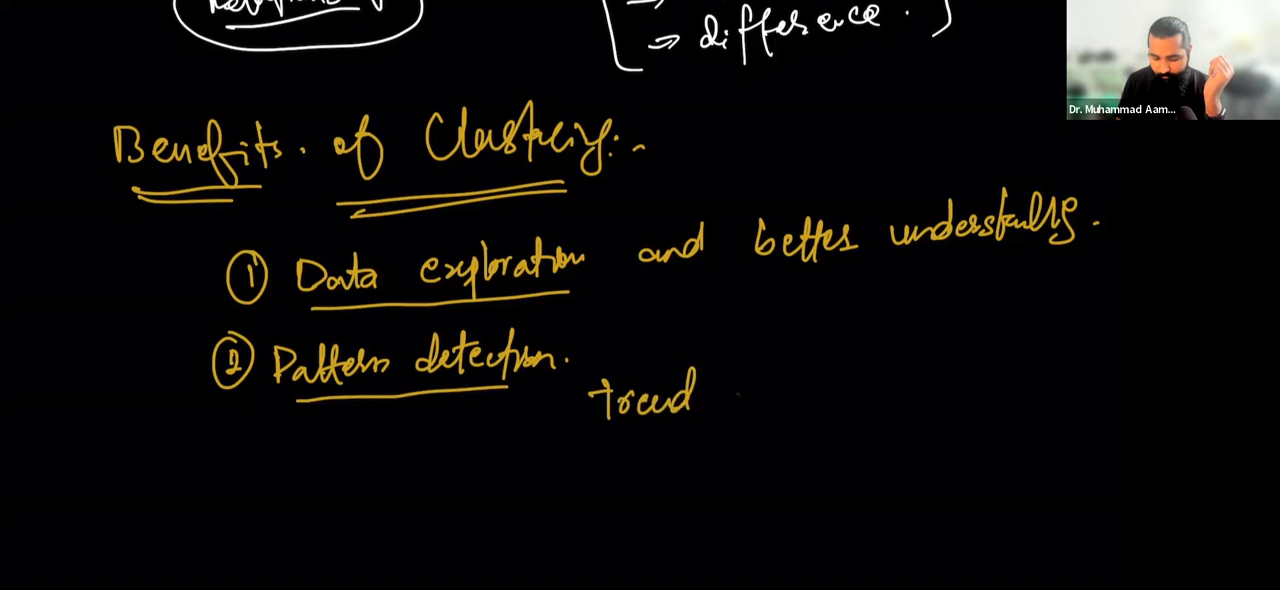 ⇒ difference.
Dr. Muhammad Aam...
Benefits. of Clustering:-
① Data exploration and better understanding.
② Pattern detection.
trend